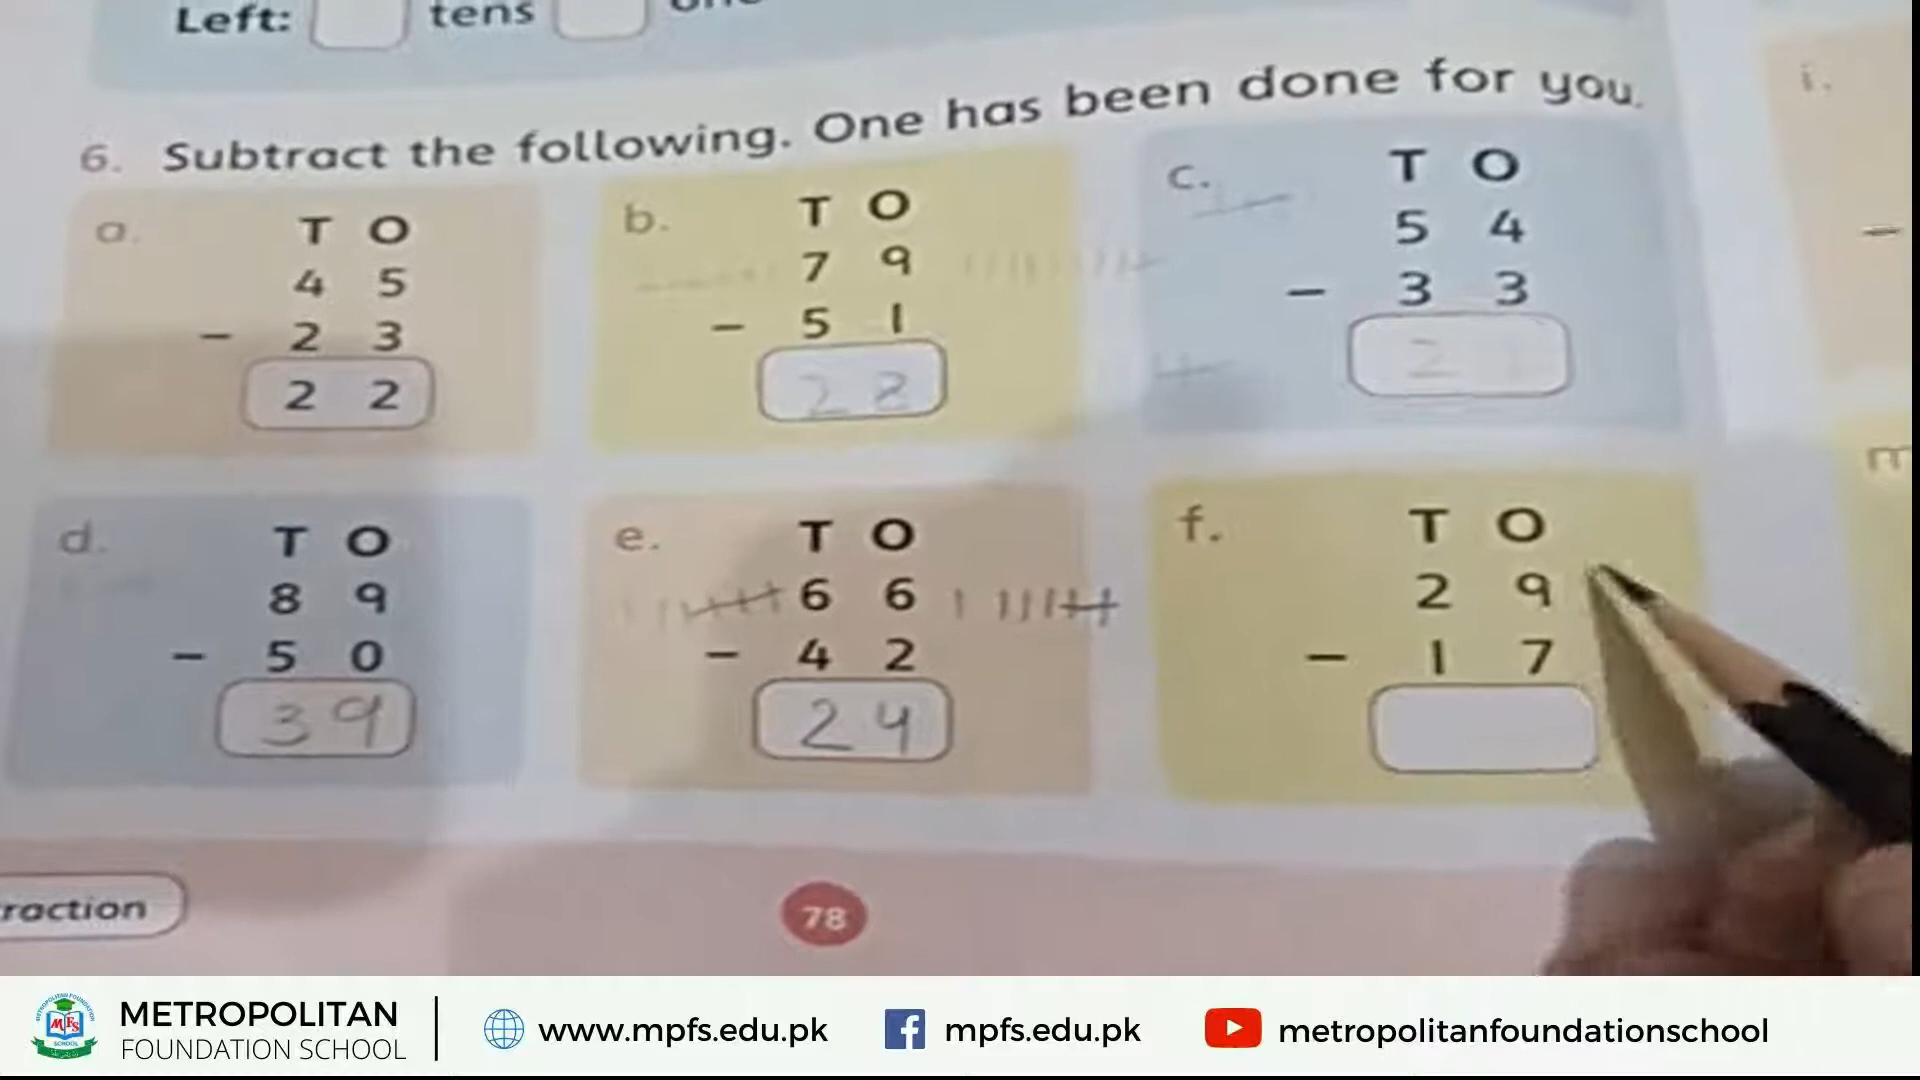 Left: tens
6. Subtract the following. One has been done for you.
a. T O
4 5
- 2 3
2 2
b. T O
7 9
- 5 1
2 8
c. T O
5 4
- 3 3
2 1
d. T O
8 9
- 5 0
3 9
e. T O
6 6
- 4 2
2 4
f. T O
2 9
- 1 7
i.
-
raction
78
MFS
SCHOOL
METROPOLITAN
FOUNDATION SCHOOL
www.mpfs.edu.pk
mpfs.edu.pk
metropolitanfoundationschool